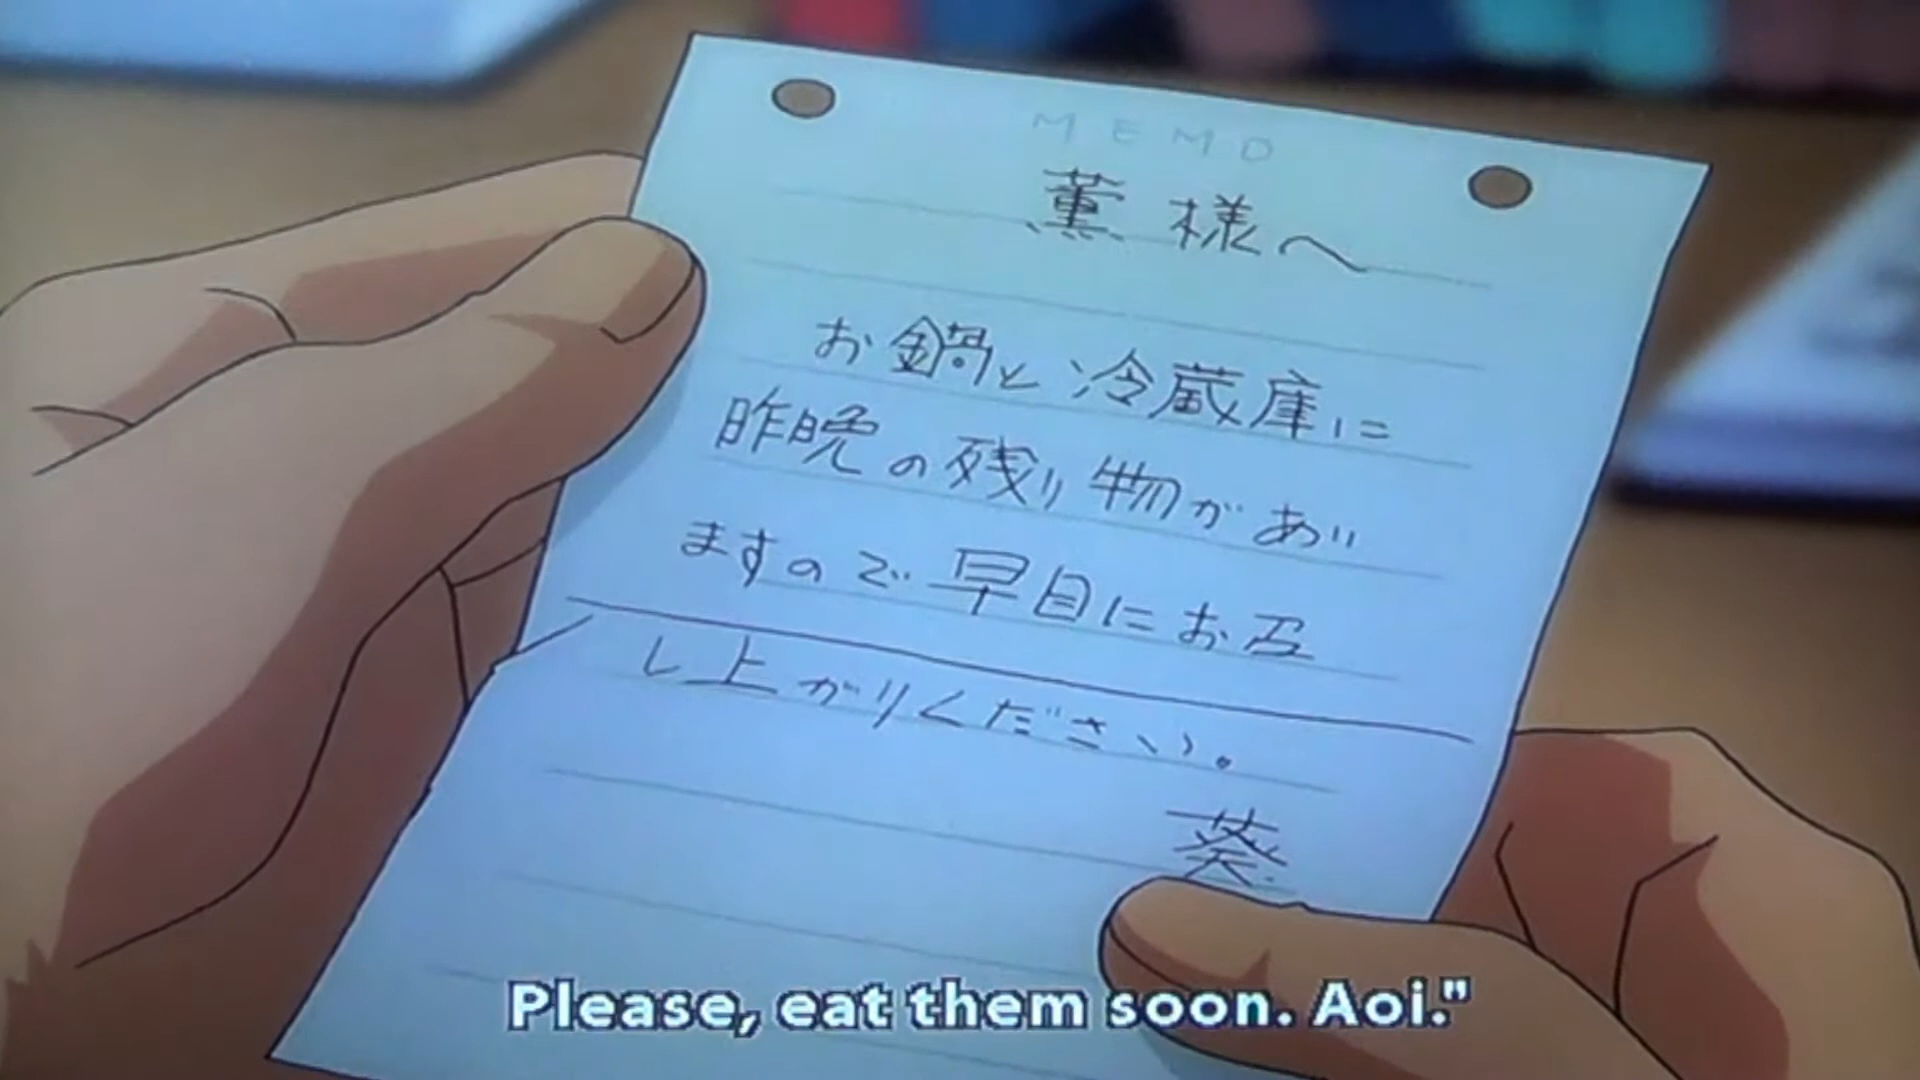 MEMO
薫様へ
お鍋と冷蔵庫に
昨晩の残り物があり
ますので早目にお召
し上がりください。
葵
Please, eat them soon. Aoi."